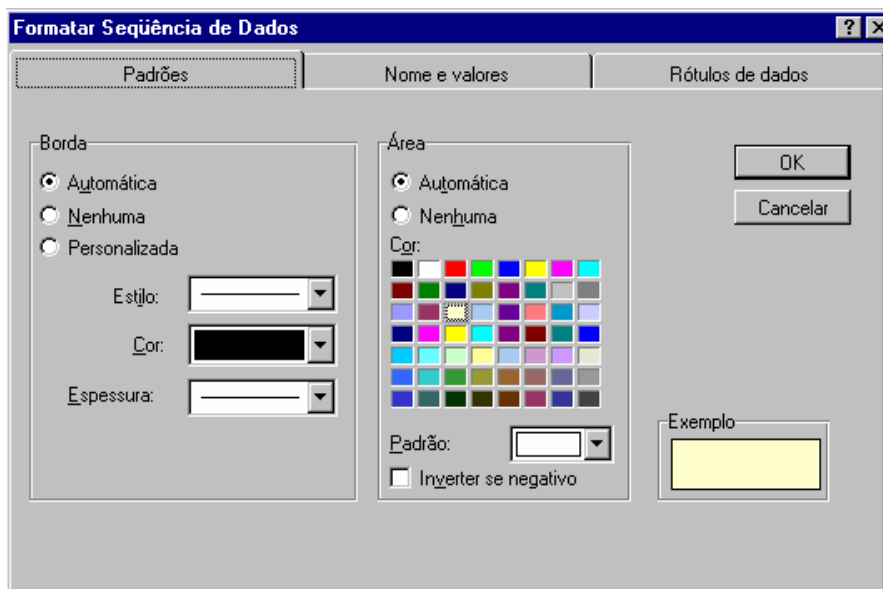 Formatar Seqüência de Dados
Padrões
Nome e valores
Rótulos de dados
Borda
Automática
Nenhuma
Personalizada
Estilo:
Cor:
Espessura:
Área
Automática
Nenhuma
Cor:
Padrão:
Inverter se negativo
OK
Cancelar
Exemplo